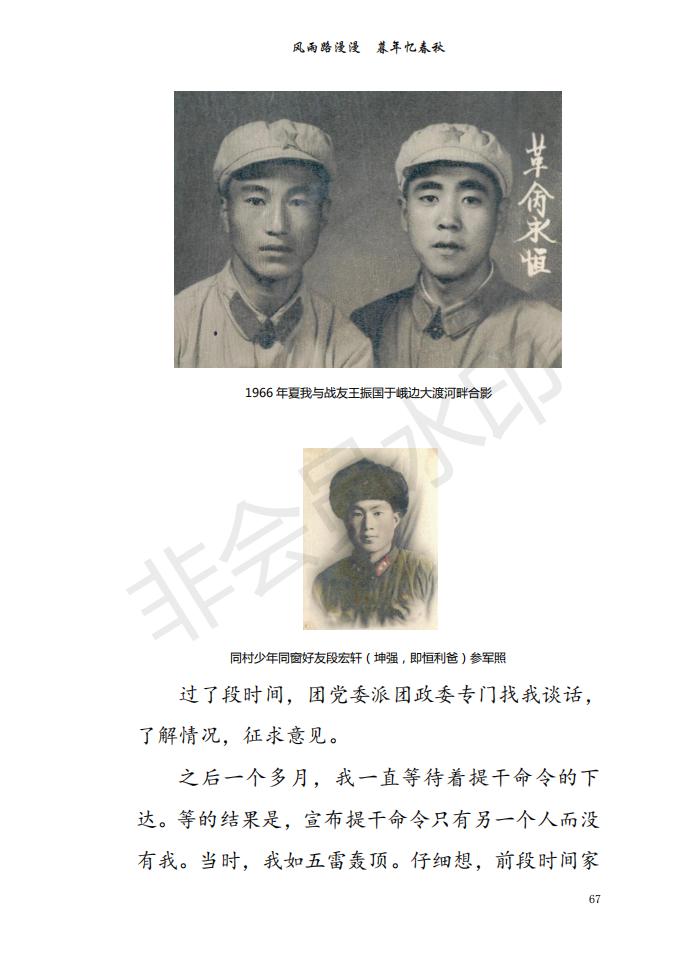 风雨路漫漫 暮年忆春秋
革命永恒
1966 年夏我与战友王振国于峨边大渡河畔合影
非会员水印
同村少年同窗好友段宏轩（坤强，即恒利爸）参军照
过了段时间，团党委派团政委专门找我谈话，
了解情况，征求意见。
之后一个多月，我一直等待着提干命令的下
达。等的结果是，宣布提干命令只有另一个人而没
有我。当时，我如五雷轰顶。仔细想，前段时间家
67